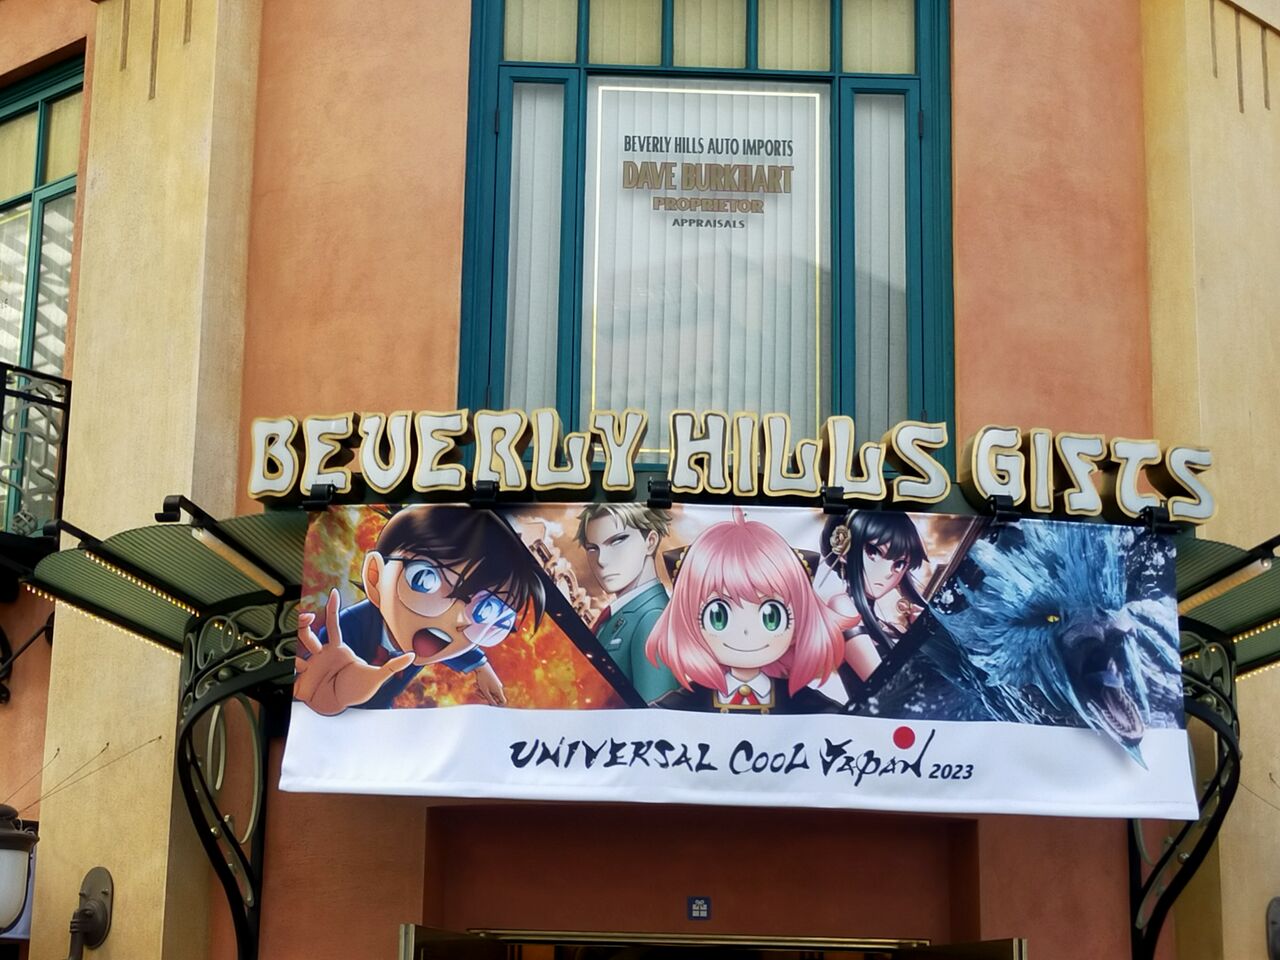 BEVERLY HILLS AUTO IMPORTS
DAVE BURKHART
PROPRIETOR
APPRAISALS
BEVERLY HILLS GIFTS
UNIVERSAL COOL JAPAN 2023